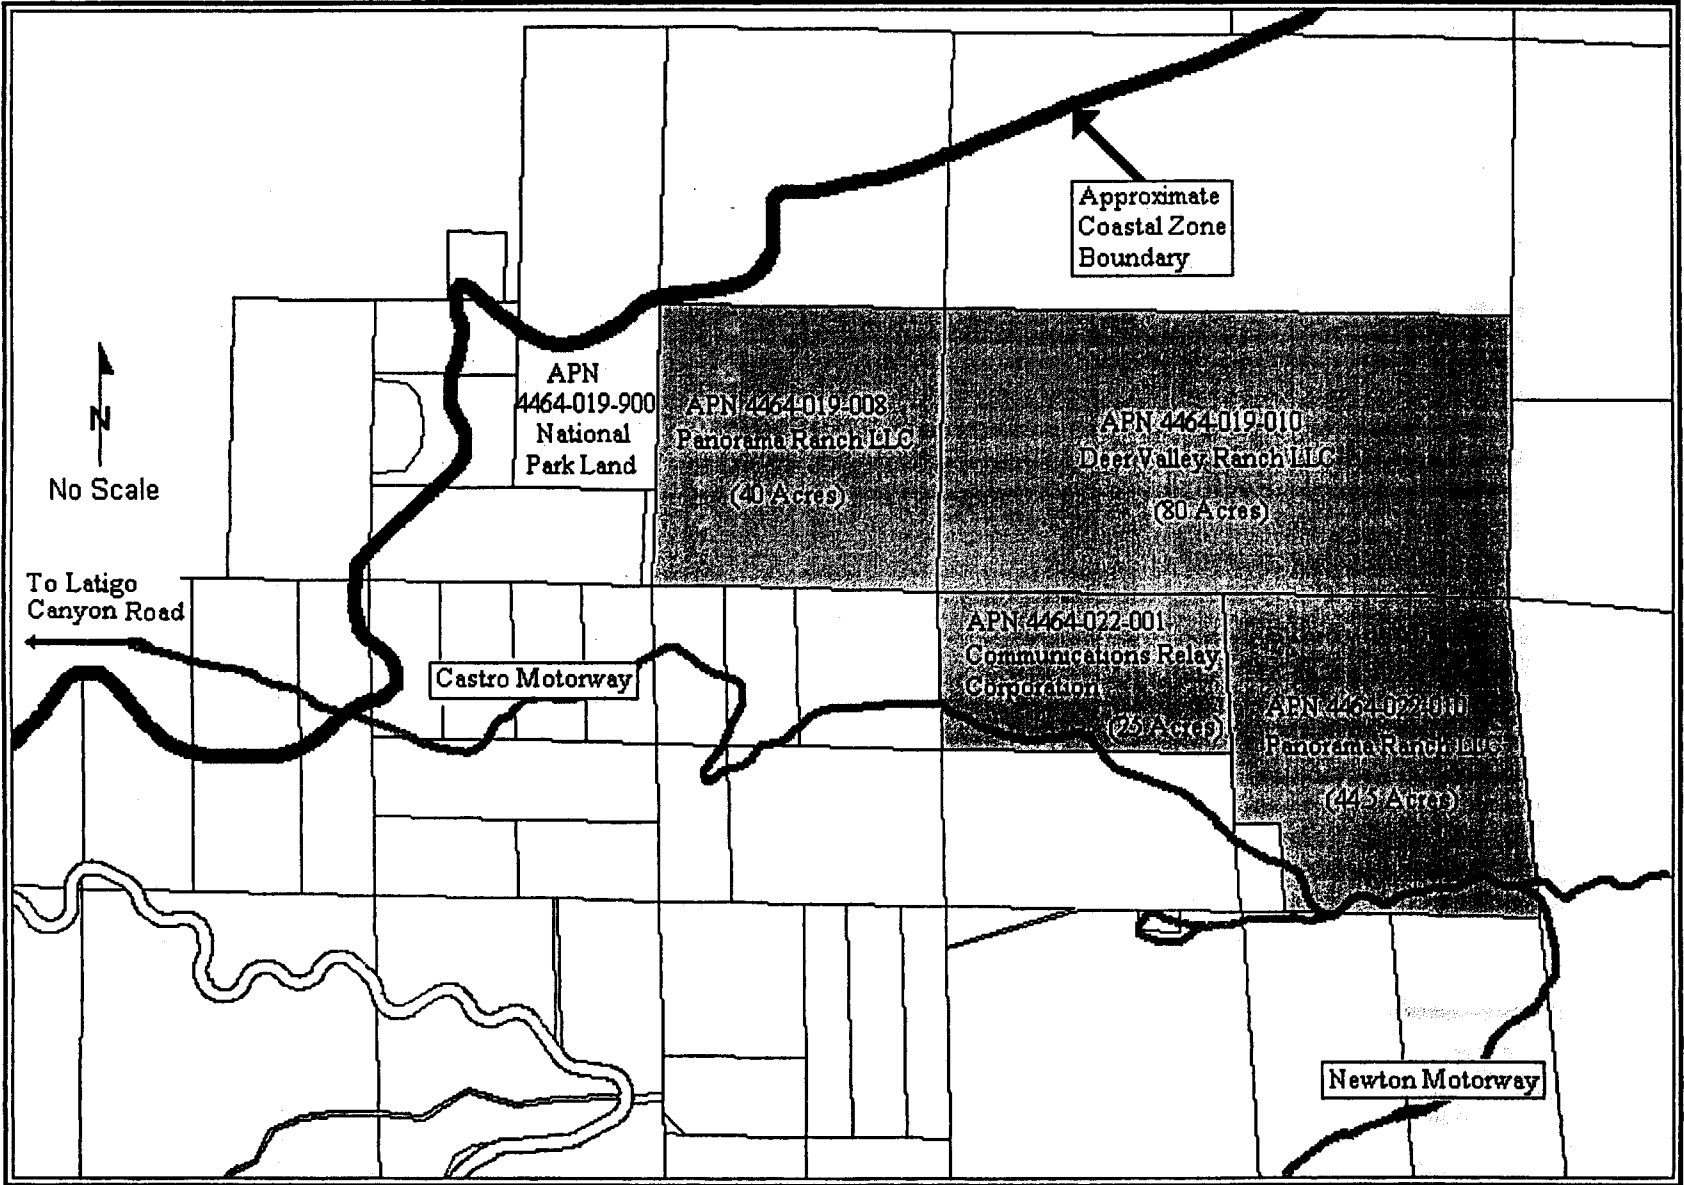 Approximate
Coastal Zone
Boundary
APN
4464-019-900
National
Park Land
APN 4464-019-008
Panorama Ranch LLC
(40 Acres)
APN 4464-019-010
Deer Valley Ranch LLC
(80 Acres)
N
No Scale
To Latigo
Canyon Road
Castro Motorway
APN 4464-022-001
Communications Relay
Corporation
(25 Acres)
APN 4464-022-010
Panorama Ranch LLC
(44.5 Acres)
Newton Motorway